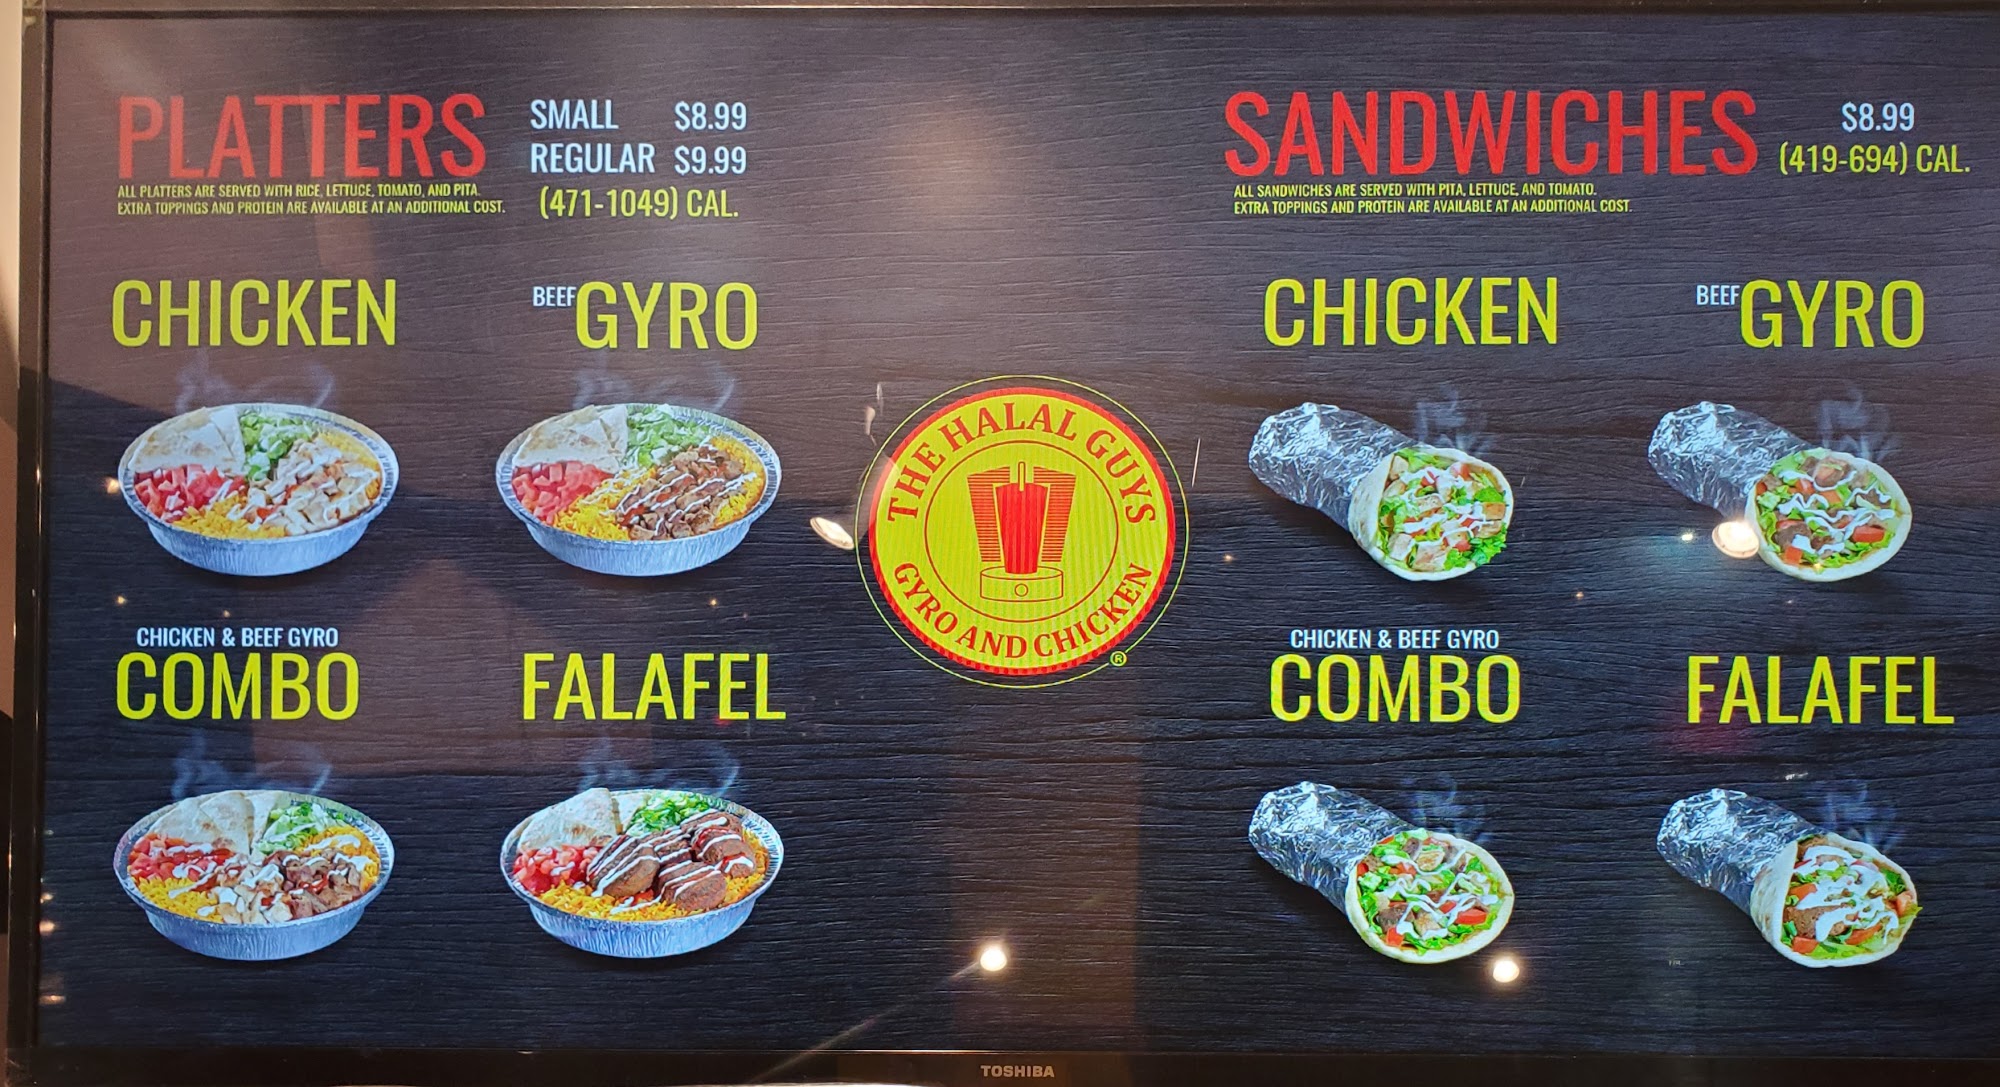 PLATTERS
SMALL $8.99
REGULAR $9.99
(471-1049) CAL.
ALL PLATTERS ARE SERVED WITH RICE, LETTUCE, TOMATO, AND PITA.
EXTRA TOPPINGS AND PROTEIN ARE AVAILABLE AT AN ADDITIONAL COST.
CHICKEN
BEEF GYRO
CHICKEN & BEEF GYRO
COMBO
FALAFEL
THE HALAL GUYS
GYRO AND CHICKEN
®
SANDWICHES
$8.99
(419-694) CAL.
ALL SANDWICHES ARE SERVED WITH PITA, LETTUCE, AND TOMATO.
EXTRA TOPPINGS AND PROTEIN ARE AVAILABLE AT AN ADDITIONAL COST.
CHICKEN
BEEF GYRO
CHICKEN & BEEF GYRO
COMBO
FALAFEL
TOSHIBA